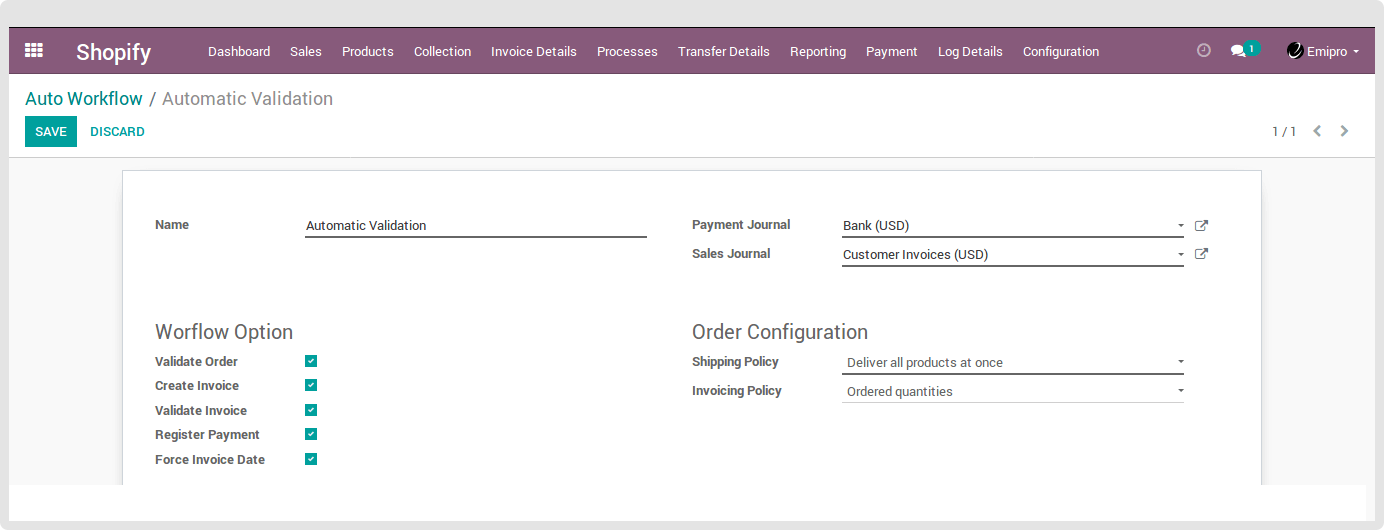 Shopify Dashboard Sales Products Collection Invoice Details Processes Transfer Details Reporting Payment Log Details Configuration 1 Emipro
Auto Workflow / Automatic Validation
SAVE DISCARD 1 / 1
Name Automatic Validation Payment Journal Bank (USD)
Sales Journal Customer Invoices (USD)
Worflow Option Order Configuration
Validate Order Shipping Policy Deliver all products at once
Create Invoice Invoicing Policy Ordered quantities
Validate Invoice
Register Payment
Force Invoice Date